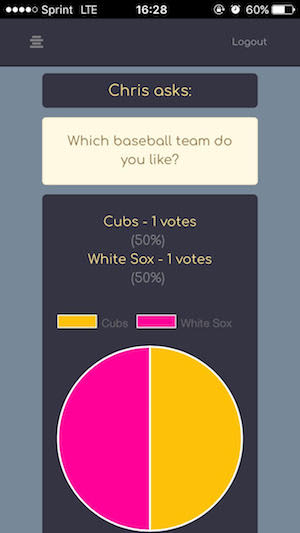 Sprint LTE 16:28 60%
Logout
Chris asks:
Which baseball team do
you like?
Cubs - 1 votes
(50%)
White Sox - 1 votes
(50%)
Cubs White Sox